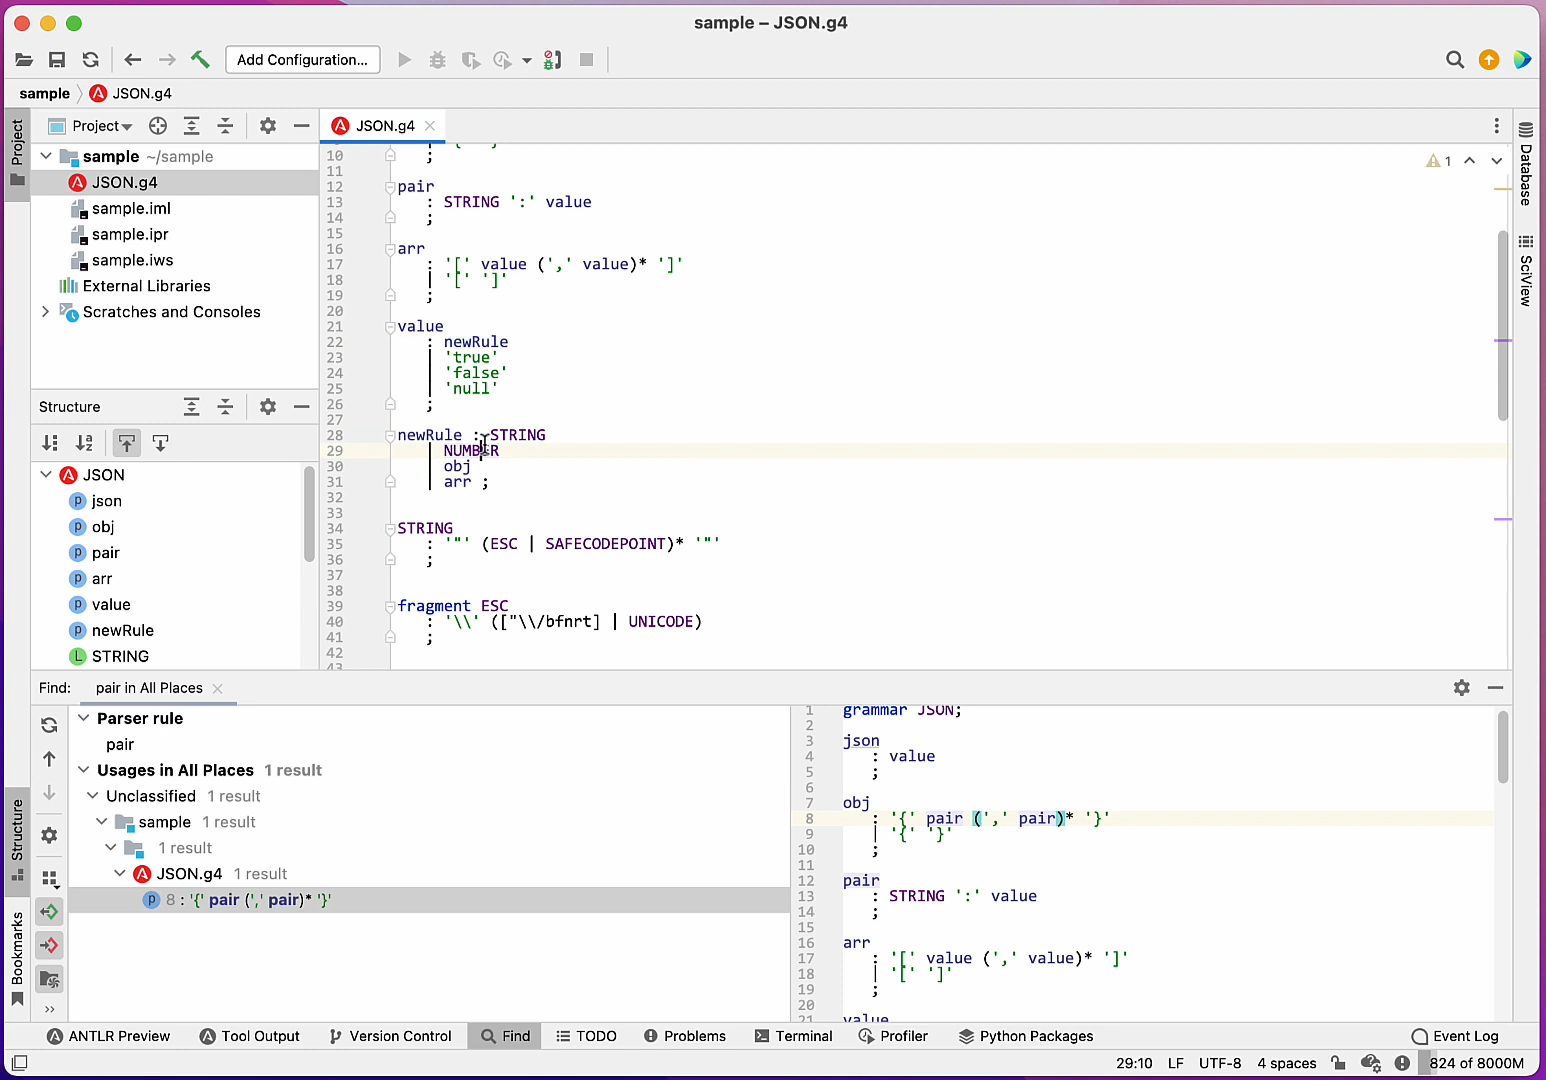 sample – JSON.g4
Add Configuration...
sample
JSON.g4
Project
Project
sample ~/sample
JSON.g4
sample.iml
sample.ipr
sample.iws
External Libraries
Scratches and Consoles
Structure
JSON
p json
p obj
p pair
p arr
p value
p newRule
L STRING
JSON.g4
1
10 ;
11
12 pair
13 : STRING ':' value
14 ;
15
16 arr
17 : '[' value (',' value)* ']'
18 | '[' ']'
19 ;
20
21 value
22 : newRule
23 | 'true'
24 | 'false'
25 | 'null'
26 ;
27
28 newRule : STRING
29 | NUMBER
30 | obj
31 | arr ;
32
33
34 STRING
35 : '"' (ESC | SAFECODEPOINT)* '"'
36 ;
37
38
39 fragment ESC
40 : '\\' (["\\/bfnrt] | UNICODE)
41 ;
42
43
Database
SciView
Find: pair in All Places
Parser rule
pair
Usages in All Places 1 result
Unclassified 1 result
sample 1 result
1 result
JSON.g4 1 result
p 8 : '{' pair (',' pair)* '}'
1 grammar JSON;
2
3 json
4 : value
5 ;
6
7 obj
8 : '{' pair (',' pair)* '}'
9 | '{' '}'
10 ;
11
12 pair
13 : STRING ':' value
14 ;
15
16 arr
17 : '[' value (',' value)* ']'
18 | '[' ']'
19 ;
20
21 value
Structure
Bookmarks
ANTLR Preview
Tool Output
Version Control
Find
TODO
Problems
Terminal
Profiler
Python Packages
Event Log
29:10 LF UTF-8 4 spaces 824 of 8000M